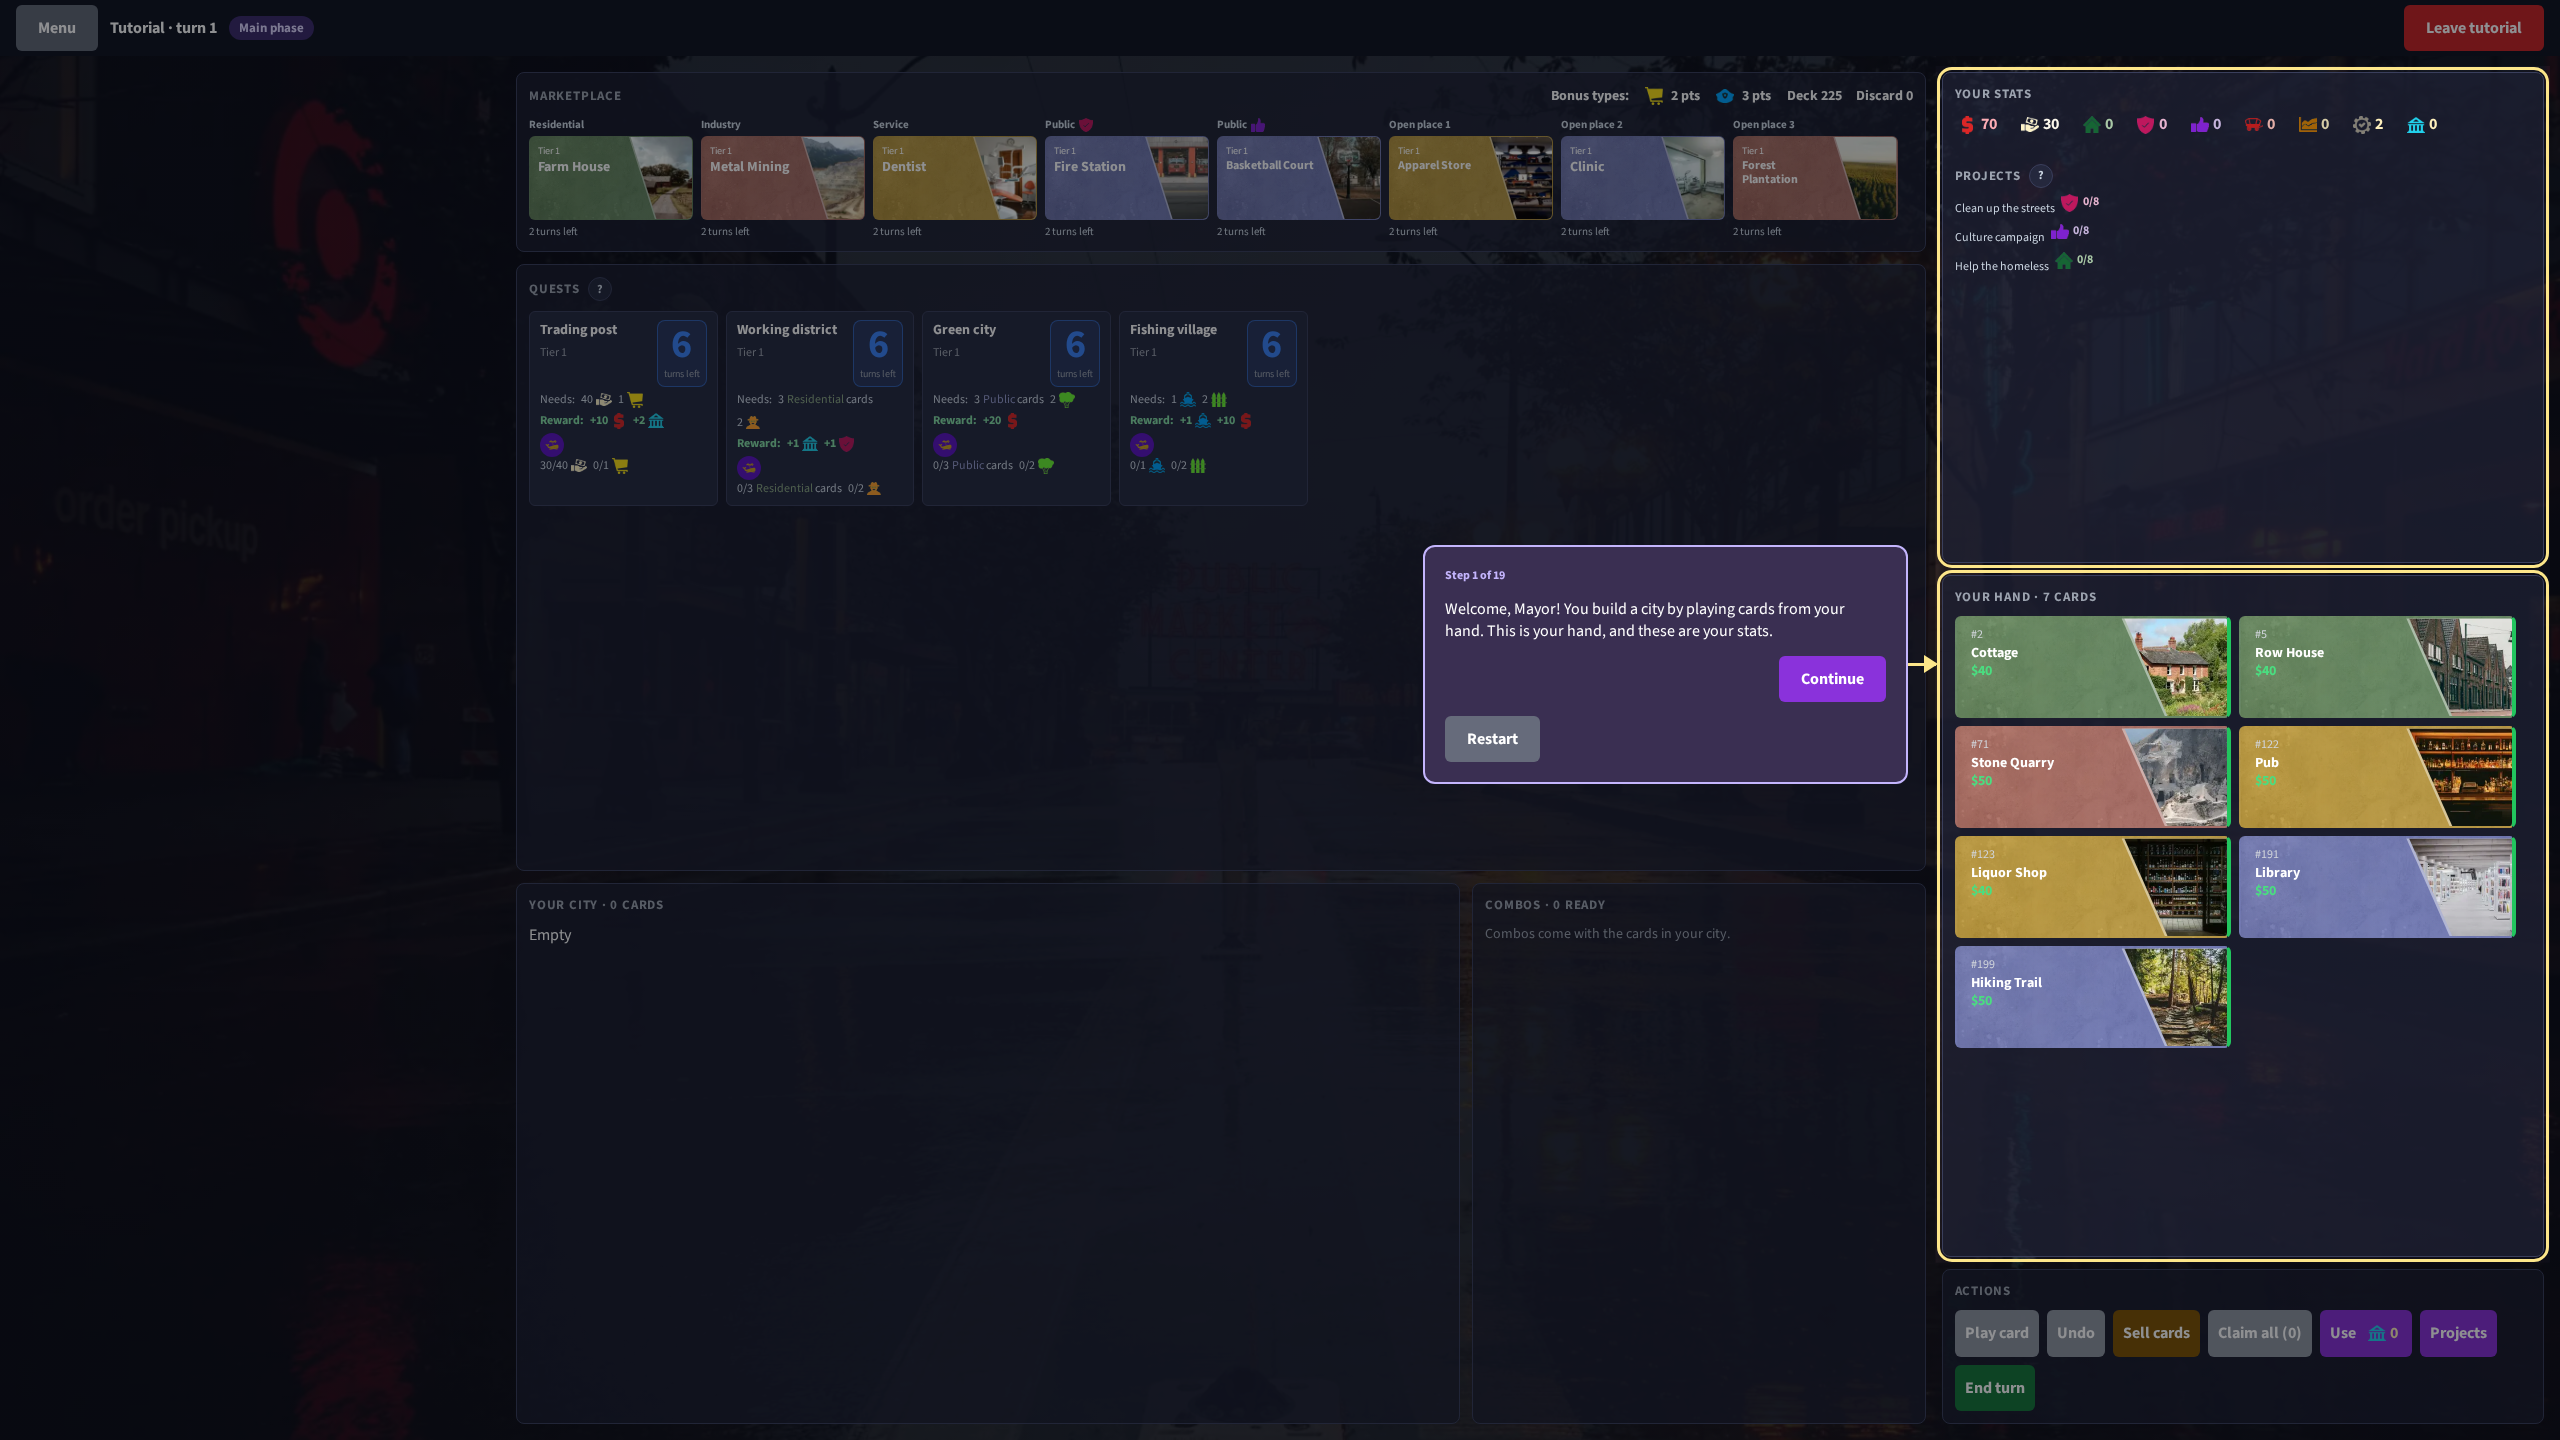 Menu
Tutorial · turn 1
Main phase
Leave tutorial
MARKETPLACE
Bonus types: 2 pts 3 pts Deck 225 Discard 0
Residential
Tier 1
Farm House
2 turns left
Industry
Tier 1
Metal Mining
2 turns left
Service
Tier 1
Dentist
2 turns left
Public
Tier 1
Fire Station
2 turns left
Public
Tier 1
Basketball Court
2 turns left
Open place 1
Tier 1
Apparel Store
2 turns left
Open place 2
Tier 1
Clinic
2 turns left
Open place 3
Tier 1
Forest
Plantation
2 turns left
QUESTS ?
Trading post
Tier 1
6
turns left
Needs: 40 1
Reward: +10 +2
30/40 0/1
Working district
Tier 1
6
turns left
Needs: 3 Residential cards
2
Reward: +1 +1
0/3 Residential cards 0/2
Green city
Tier 1
6
turns left
Needs: 3 Public cards 2
Reward: +20
0/3 Public cards 0/2
Fishing village
Tier 1
6
turns left
Needs: 1 2
Reward: +1 +10
0/1 0/2
order pickup
Step 1 of 19
Welcome, Mayor! You build a city by playing cards from your
hand. This is your hand, and these are your stats.
Continue
Restart
YOUR CITY · 0 CARDS
Empty
COMBOS · 0 READY
Combos come with the cards in your city.
YOUR STATS
70 30 0 0 0 0 0 2 0
PROJECTS ?
Clean up the streets 0/8
Culture campaign 0/8
Help the homeless 0/8
YOUR HAND · 7 CARDS
#2
Cottage
$40
#5
Row House
$40
#71
Stone Quarry
$50
#122
Pub
$50
#123
Liquor Shop
$40
#191
Library
$50
#199
Hiking Trail
$50
ACTIONS
Play card
Undo
Sell cards
Claim all (0)
Use 0
Projects
End turn